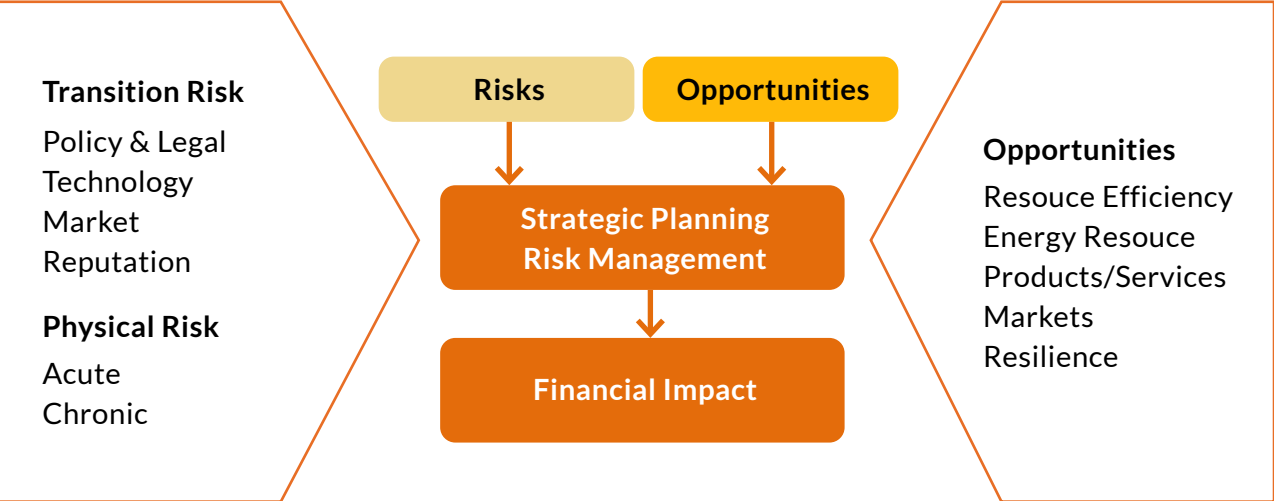 Transition Risk
Policy & Legal
Technology
Market
Reputation
Physical Risk
Acute
Chronic
Risks
Opportunities
Strategic Planning
Risk Management
Financial Impact
Opportunities
Resouce Efficiency
Energy Resouce
Products/Services
Markets
Resilience